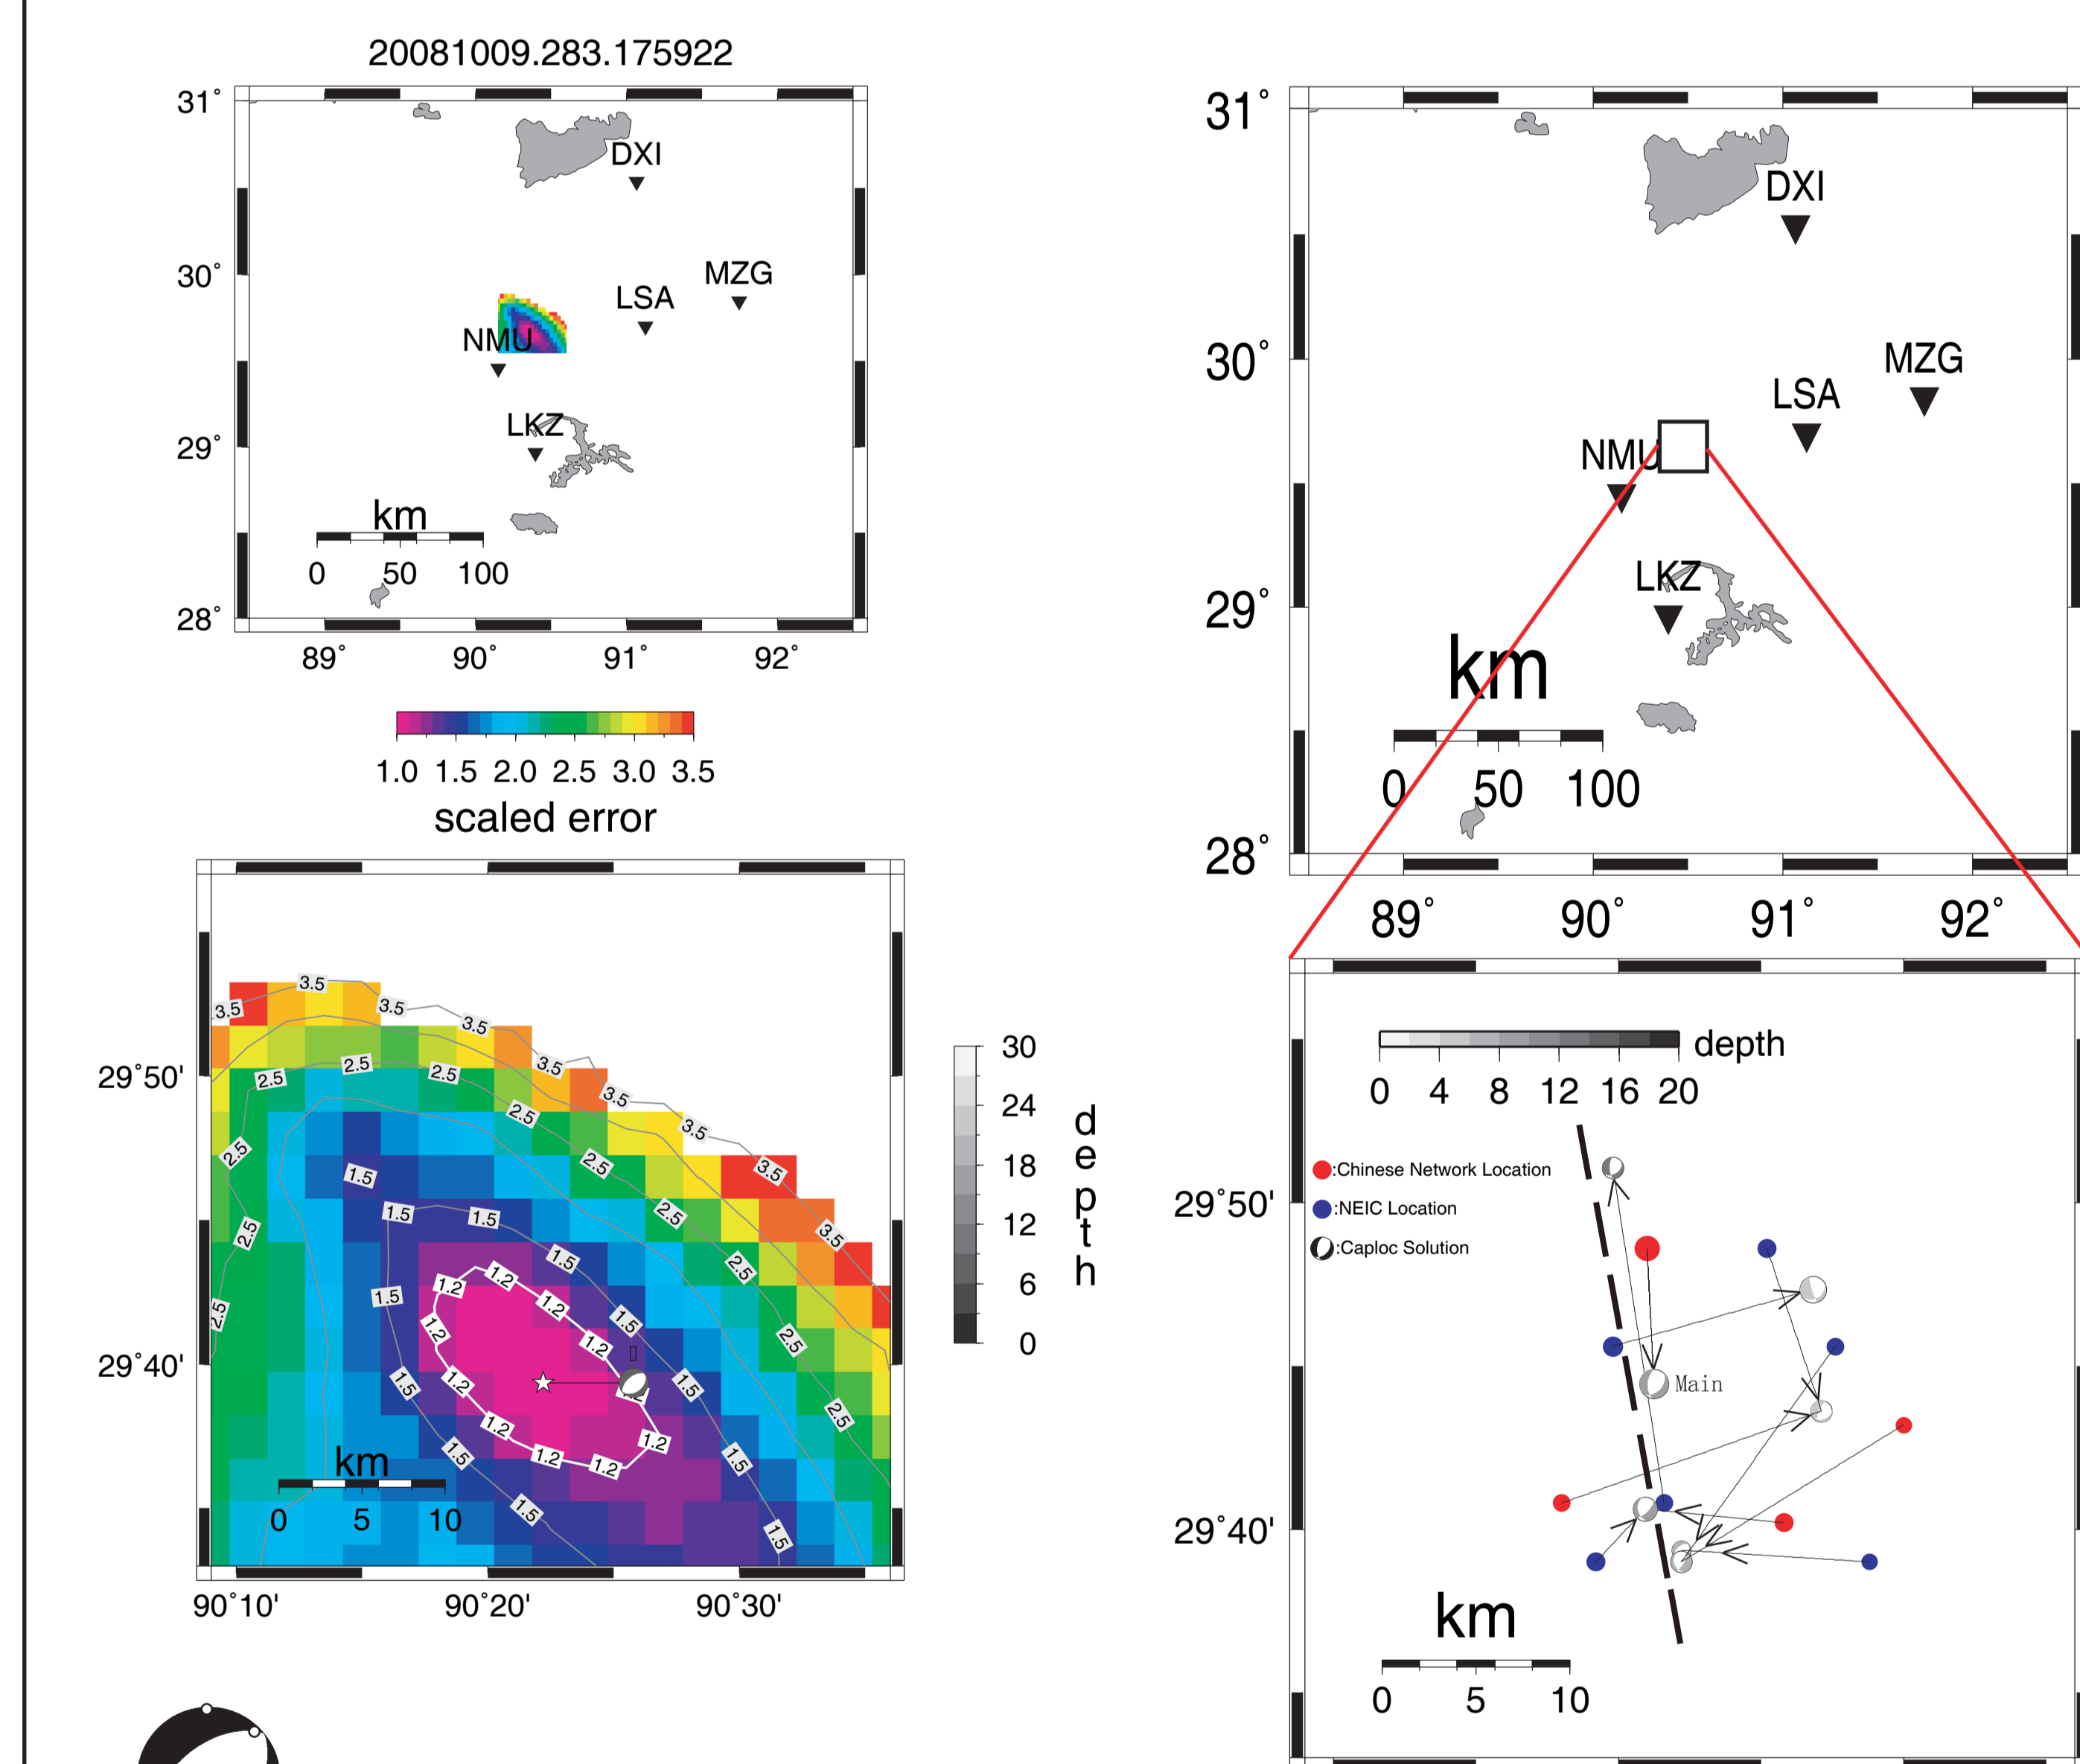 20081009.283.175922
31°
30°
29°
28°
DXI
MZG
LSA
NMU
LKZ
km
0 50 100
89° 90° 91° 92°
1.0 1.5 2.0 2.5 3.0 3.5
scaled error
29°50'
29°40'
3.5 3.5 3.5 3.5 3.5 3.5 3.5 3.5 3.5
2.5 2.5 2.5 2.5 2.5 2.5 2.5 2.5 2.5 2.5 2.5 2.5
1.5 1.5 1.5 1.5 1.5 1.5 1.5 1.5 1.5 1.5 1.5 1.5
1.2 1.2 1.2 1.2 1.2 1.2 1.2 1.2 1.2 1.2
km
0 5 10
90°10' 90°20' 90°30'
30
24
18
12
6
0
depth
31°
30°
29°
28°
DXI
MZG
LSA
NMU
LKZ
km
0 50 100
89° 90° 91° 92°
depth
0 4 8 12 16 20
:Chinese Network Location
:NEIC Location
:Caploc Solution
29°50'
29°40'
Main
km
0 5 10